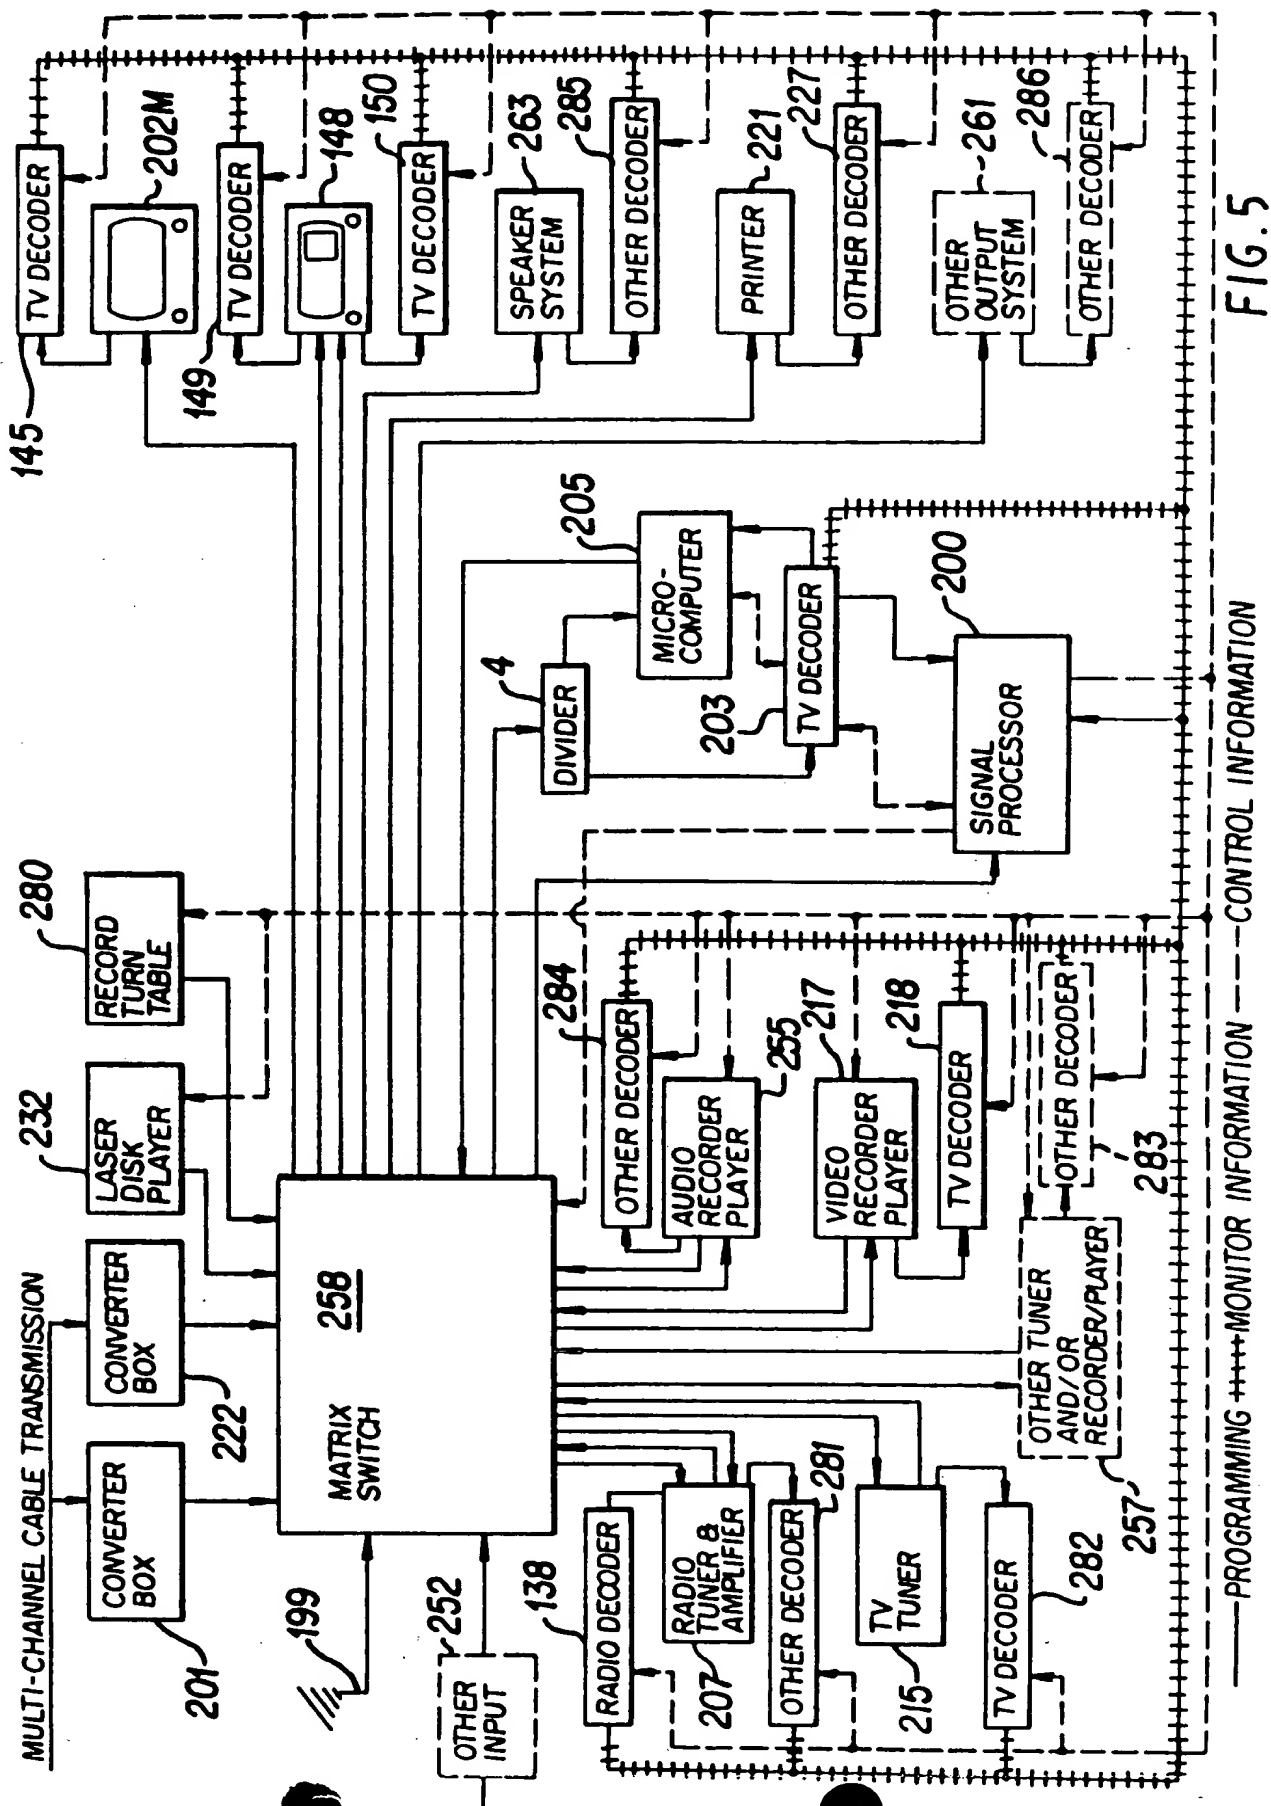 MULTI-CHANNEL CABLE TRANSMISSION
201
CONVERTER
BOX
222
CONVERTER
BOX
232
LASER
DISK
PLAYER
280
RECORD
TURN
TABLE
199
252
OTHER
INPUT
MATRIX
SWITCH
258
145
TV DECODER
202M
149
TV DECODER
148
150
TV DECODER
SPEAKER
SYSTEM
263
OTHER DECODER
285
PRINTER
221
OTHER DECODER
227
OTHER
OUTPUT
SYSTEM
261
OTHER DECODER
286
DIVIDER
4
MICRO-
COMPUTER
205
203
TV DECODER
SIGNAL
PROCESSOR
200
138
RADIO DECODER
207
RADIO
TUNER &
AMPLIFIER
OTHER DECODER
281
215
TV
TUNER
TV DECODER
282
OTHER DECODER
284
AUDIO
RECORDER
PLAYER
255
VIDEO
RECORDER
PLAYER
217
TV DECODER
218
257
OTHER TUNER
AND/OR
RECORDER/PLAYER
OTHER DECODER
283
PROGRAMMING MONITOR INFORMATION CONTROL INFORMATION
FIG. 5